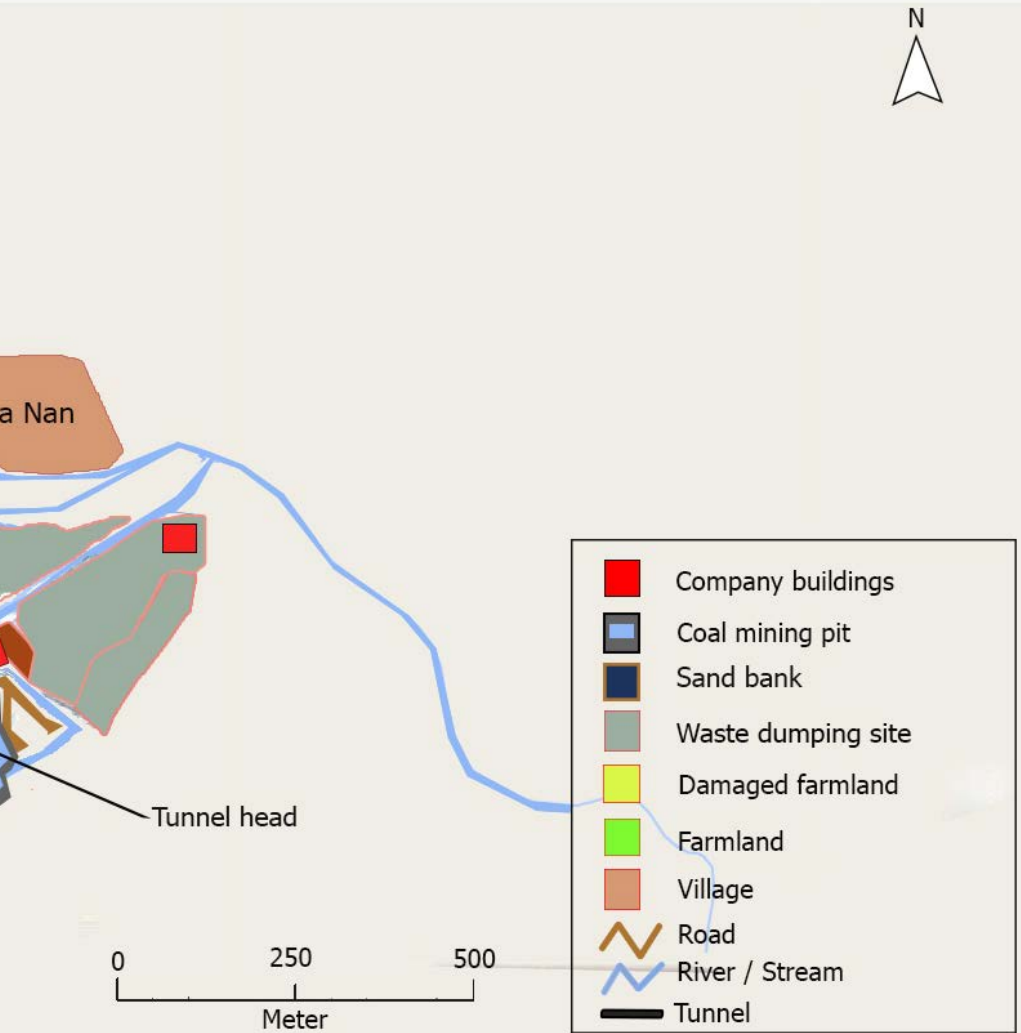 N
a Nan
Tunnel head
0 250 500
Meter
Company buildings
Coal mining pit
Sand bank
Waste dumping site
Damaged farmland
Farmland
Village
Road
River / Stream
Tunnel